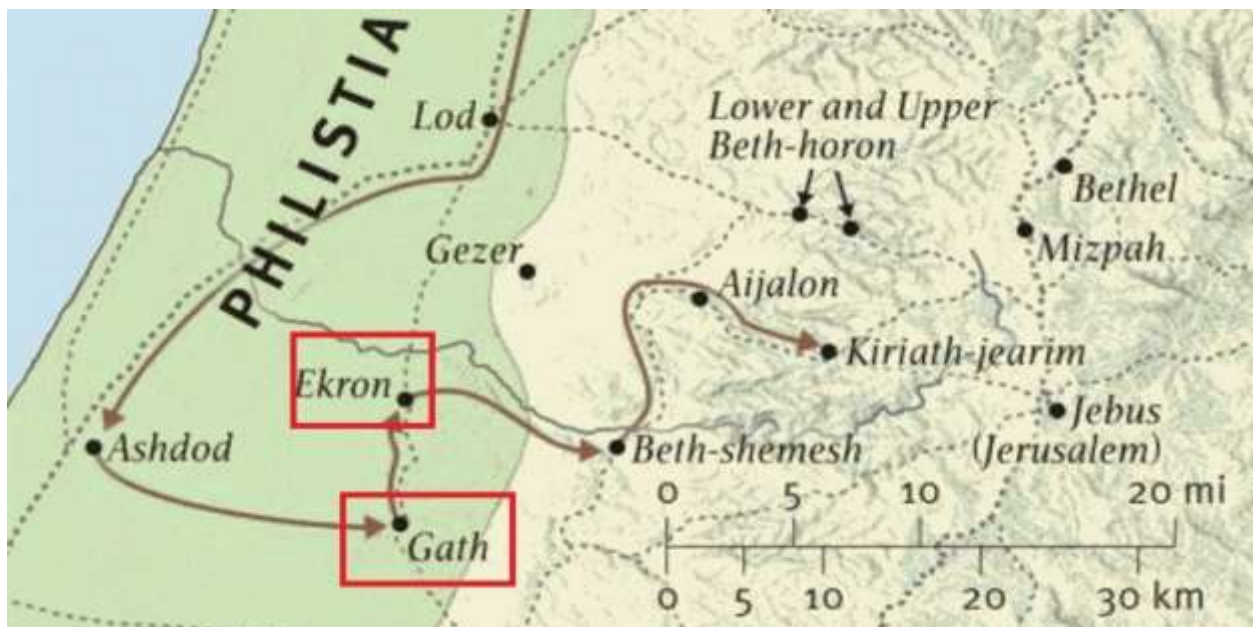 PHILISTIA
Lod
Lower and Upper
Beth-horon
Bethel
Mizpah
Gezer
Aijalon
Ekron
Kiriath-jearim
Ashdod
Beth-shemesh
Jebus
(Jerusalem)
Gath
0 5 10 20 mi
0 5 10 20 30 km